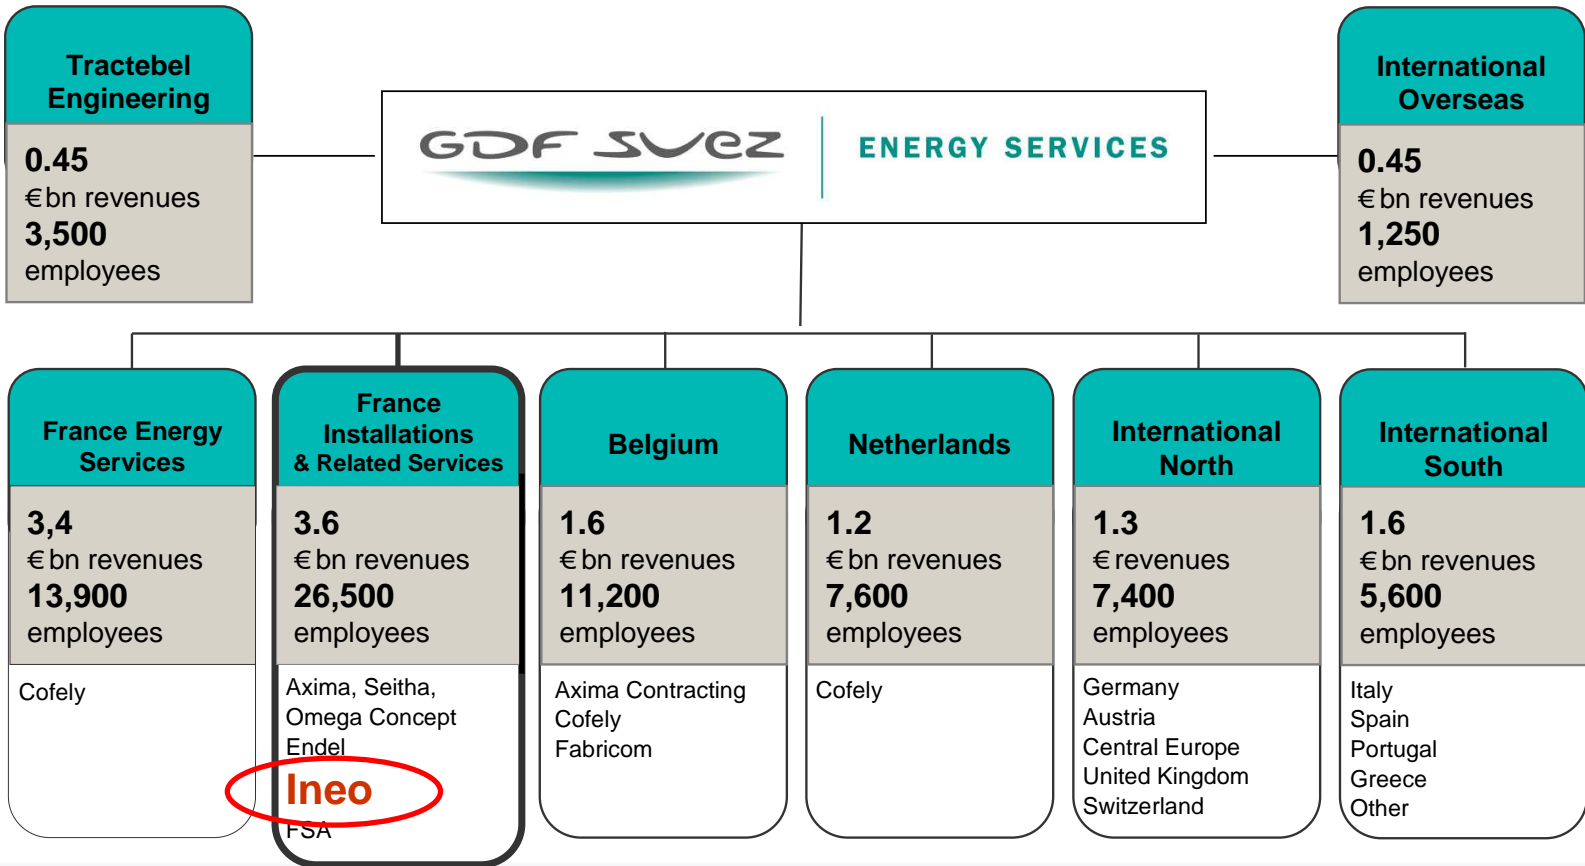 Tractebel
Engineering
0.45
€ bn revenues
3,500
employees
GDF SUEZ
ENERGY SERVICES
International
Overseas
0.45
€ bn revenues
1,250
employees
France Energy
Services
3,4
€ bn revenues
13,900
employees
Cofely
France
Installations
& Related Services
3.6
€ bn revenues
26,500
employees
Axima, Seitha,
Omega Concept
Endel
Ineo
FSA
Belgium
1.6
€ bn revenues
11,200
employees
Axima Contracting
Cofely
Fabricom
Netherlands
1.2
€ bn revenues
7,600
employees
Cofely
International
North
1.3
€ revenues
7,400
employees
Germany
Austria
Central Europe
United Kingdom
Switzerland
International
South
1.6
€ bn revenues
5,600
employees
Italy
Spain
Portugal
Greece
Other